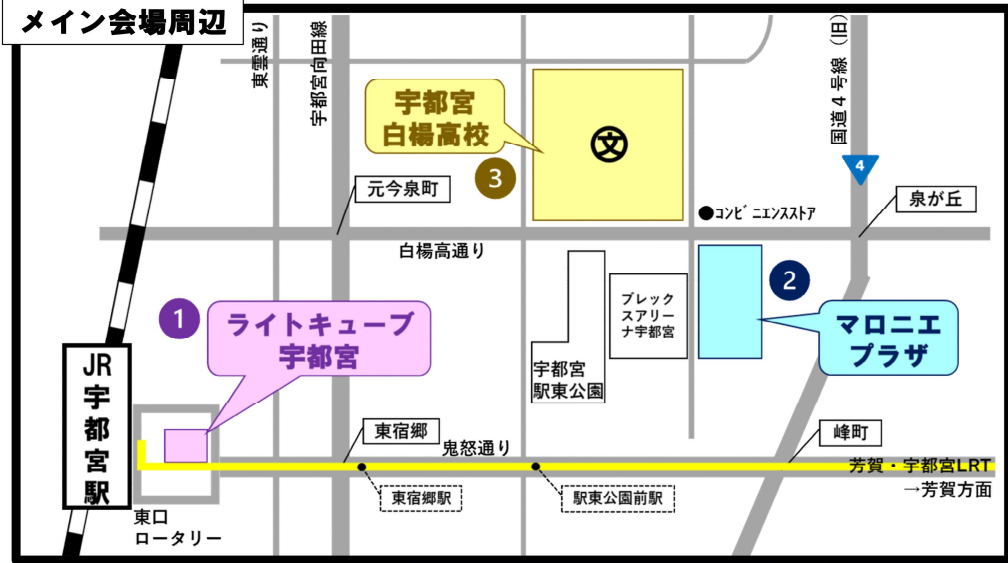 メイン会場周辺
東雲通り
宇都宮向田線
国道4号線（旧）
4
宇都宮
白楊高校
文
3
元今泉町
コンビニエンスストア
泉が丘
白楊高通り
1
ライトキューブ
宇都宮
2
マロニエ
プラザ
ブレック
スアリー
ナ宇都宮
宇都宮
駅東公園
JR
宇
都
宮
駅
東宿郷
鬼怒通り
峰町
芳賀・宇都宮LRT
→芳賀方面
東宿郷駅
駅東公園前駅
東口
ロータリー